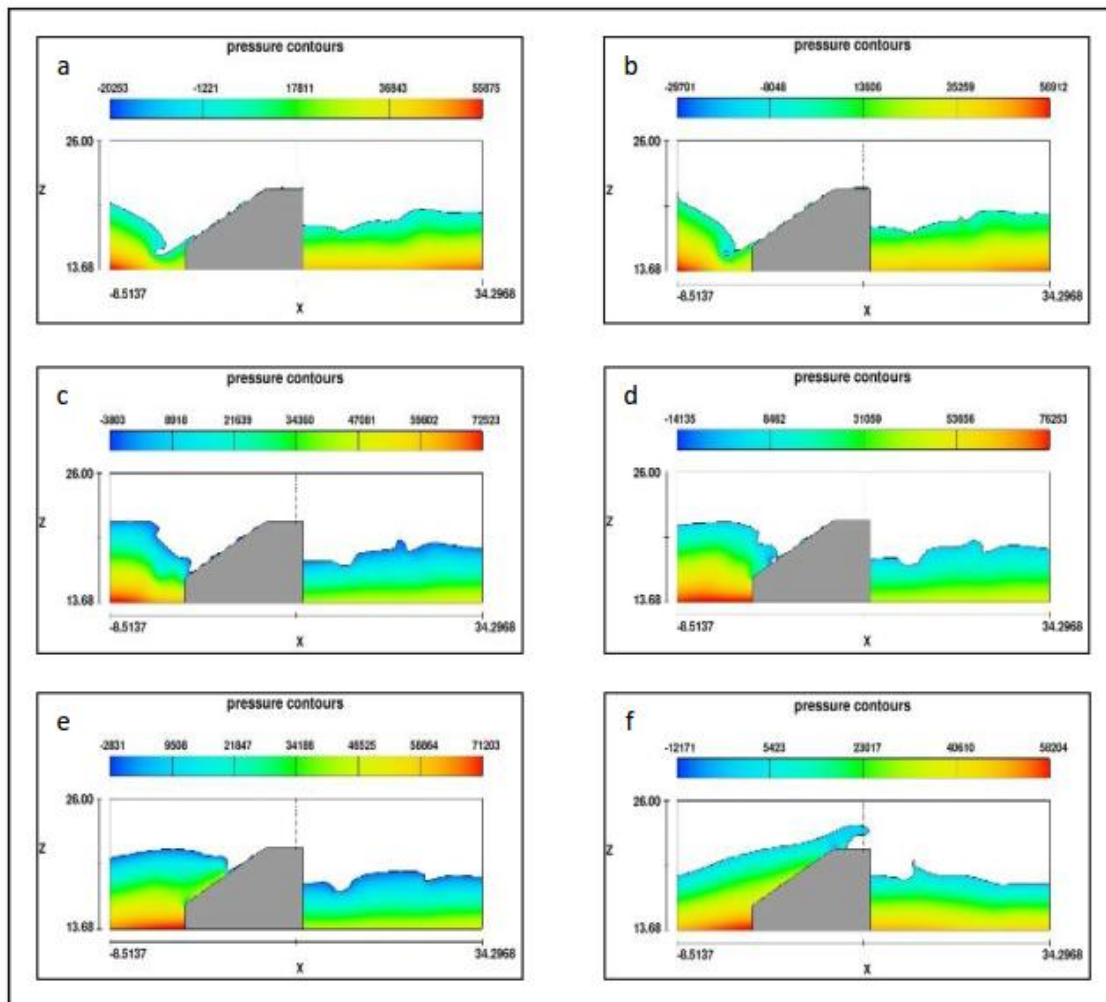 pressure contours
a
-20253 -1221 17811 36843 55875
26.00
Z
13.68
-8.5137 34.2968
X
pressure contours
b
-29701 -8048 13606 35259 56912
26.00
Z
13.68
-8.5137 34.2968
X
pressure contours
c
-3803 8918 21639 34360 47081 59802 72523
26.00
Z
13.68
-8.5137 34.2968
X
pressure contours
d
-14135 8462 31059 53656 76253
26.00
Z
13.68
-8.5137 34.2968
X
pressure contours
e
-2831 9508 21847 34186 46525 58864 71203
26.00
Z
13.68
-8.5137 34.2968
X
pressure contours
f
-12171 5423 23017 40610 58204
26.00
Z
13.68
-8.5137 34.2968
X